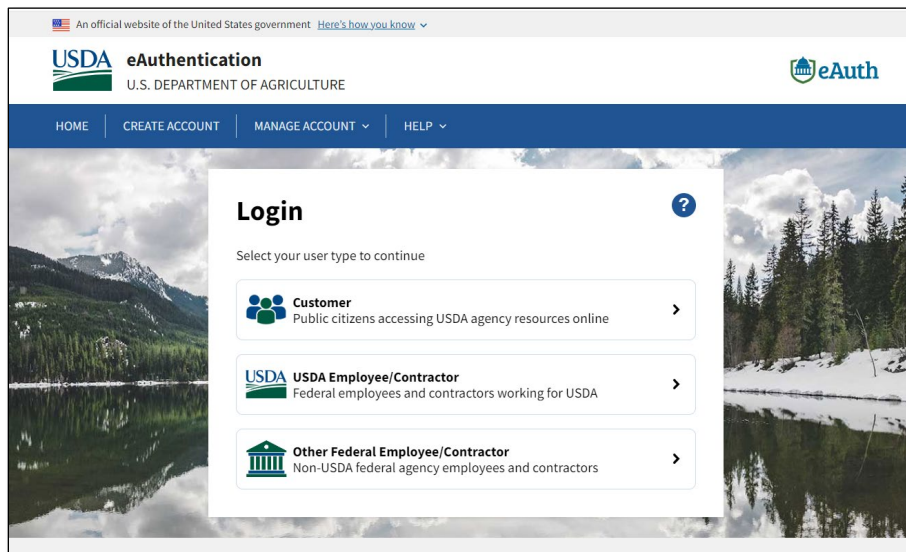 An official website of the United States government Here's how you know
USDA eAuthentication
U.S. DEPARTMENT OF AGRICULTURE
eAuth
HOME CREATE ACCOUNT MANAGE ACCOUNT HELP
Login
?
Select your user type to continue
Customer
Public citizens accessing USDA agency resources online
USDA USDA Employee/Contractor
Federal employees and contractors working for USDA
Other Federal Employee/Contractor
Non-USDA federal agency employees and contractors